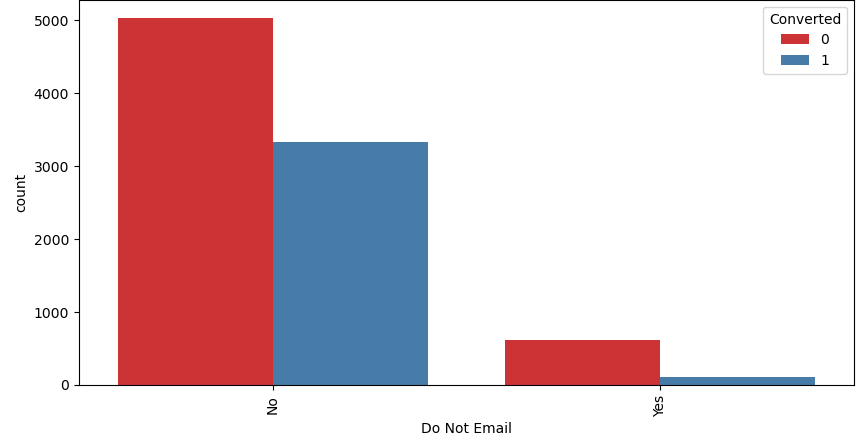 5000
4000
3000
2000
1000
0
count
No
Yes
Do Not Email
Converted
0
1